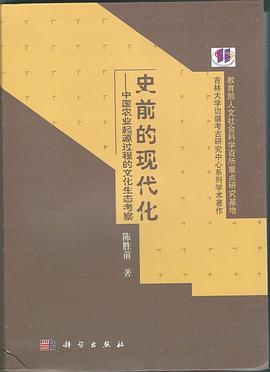 教育部人文社会科学百所重点研究基地
吉林大学边疆考古研究中心系列学术著作
史前的现代化
——中国农业起源过程的文化生态考察
陈胜前 著
科学出版社